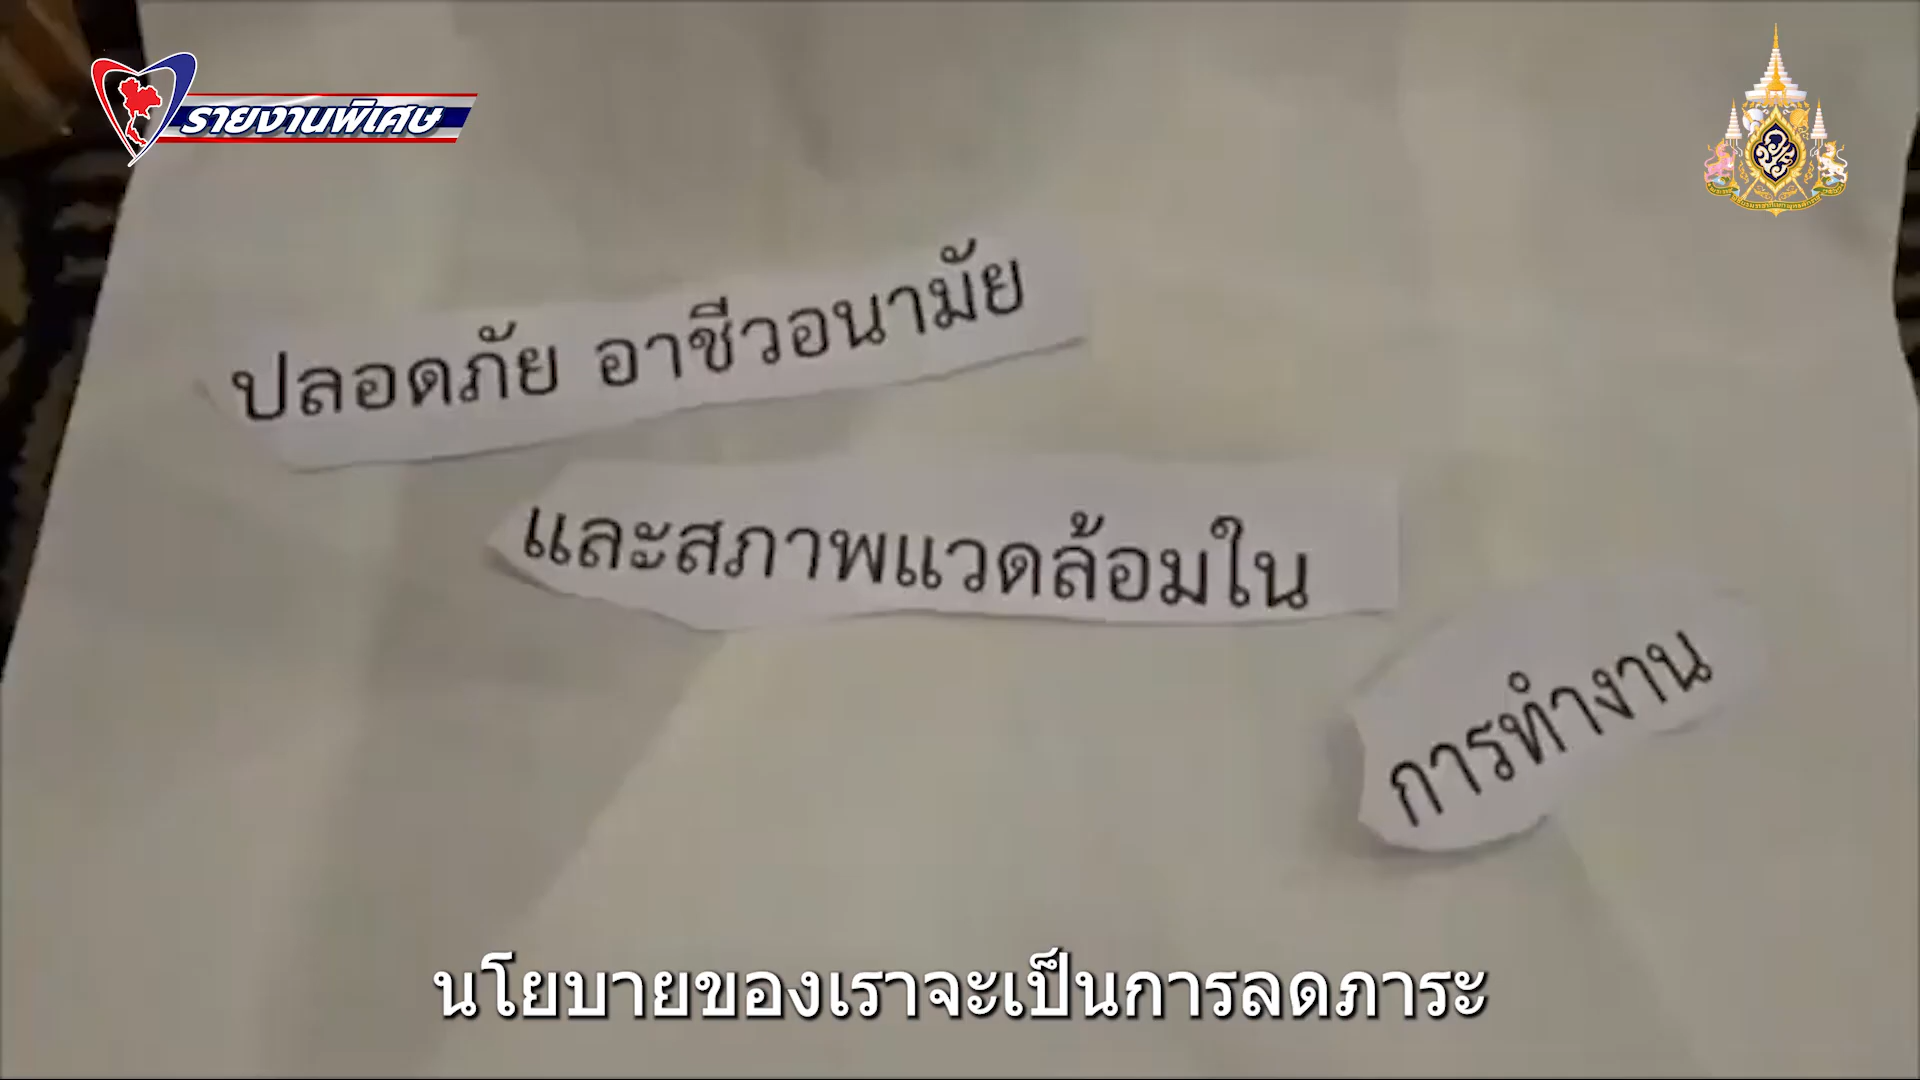 รายงานพิเศษ
ปลอดภัย อาชีวอนามัย
และสภาพแวดล้อมใน
การทำงาน
นโยบายของเราจะเป็นการลดภาระ